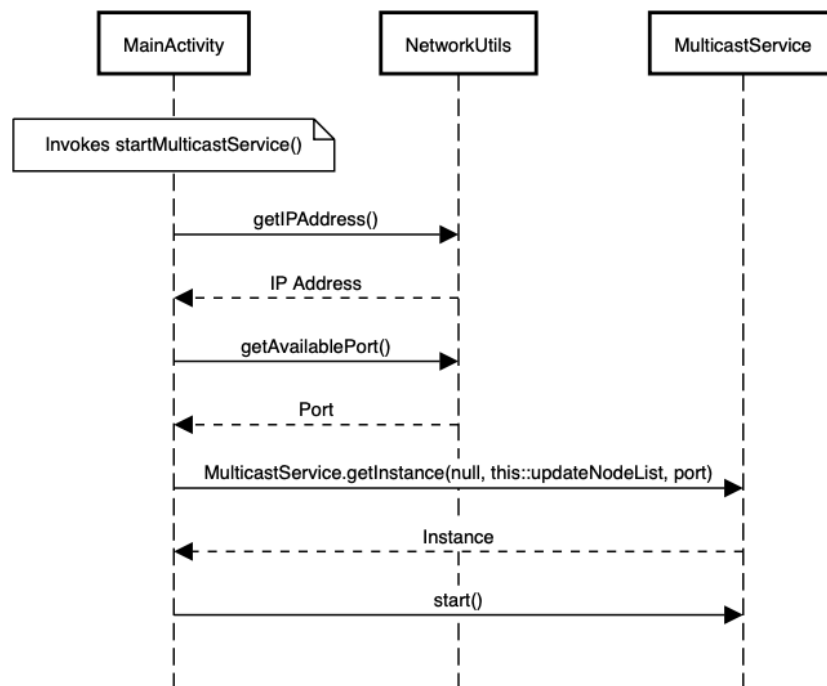 MainActivity
NetworkUtils
MulticastService
Invokes startMulticastService()
getIPAddress()
IP Address
getAvailablePort()
Port
MulticastService.getInstance(null, this::updateNodeList, port)
Instance
start()